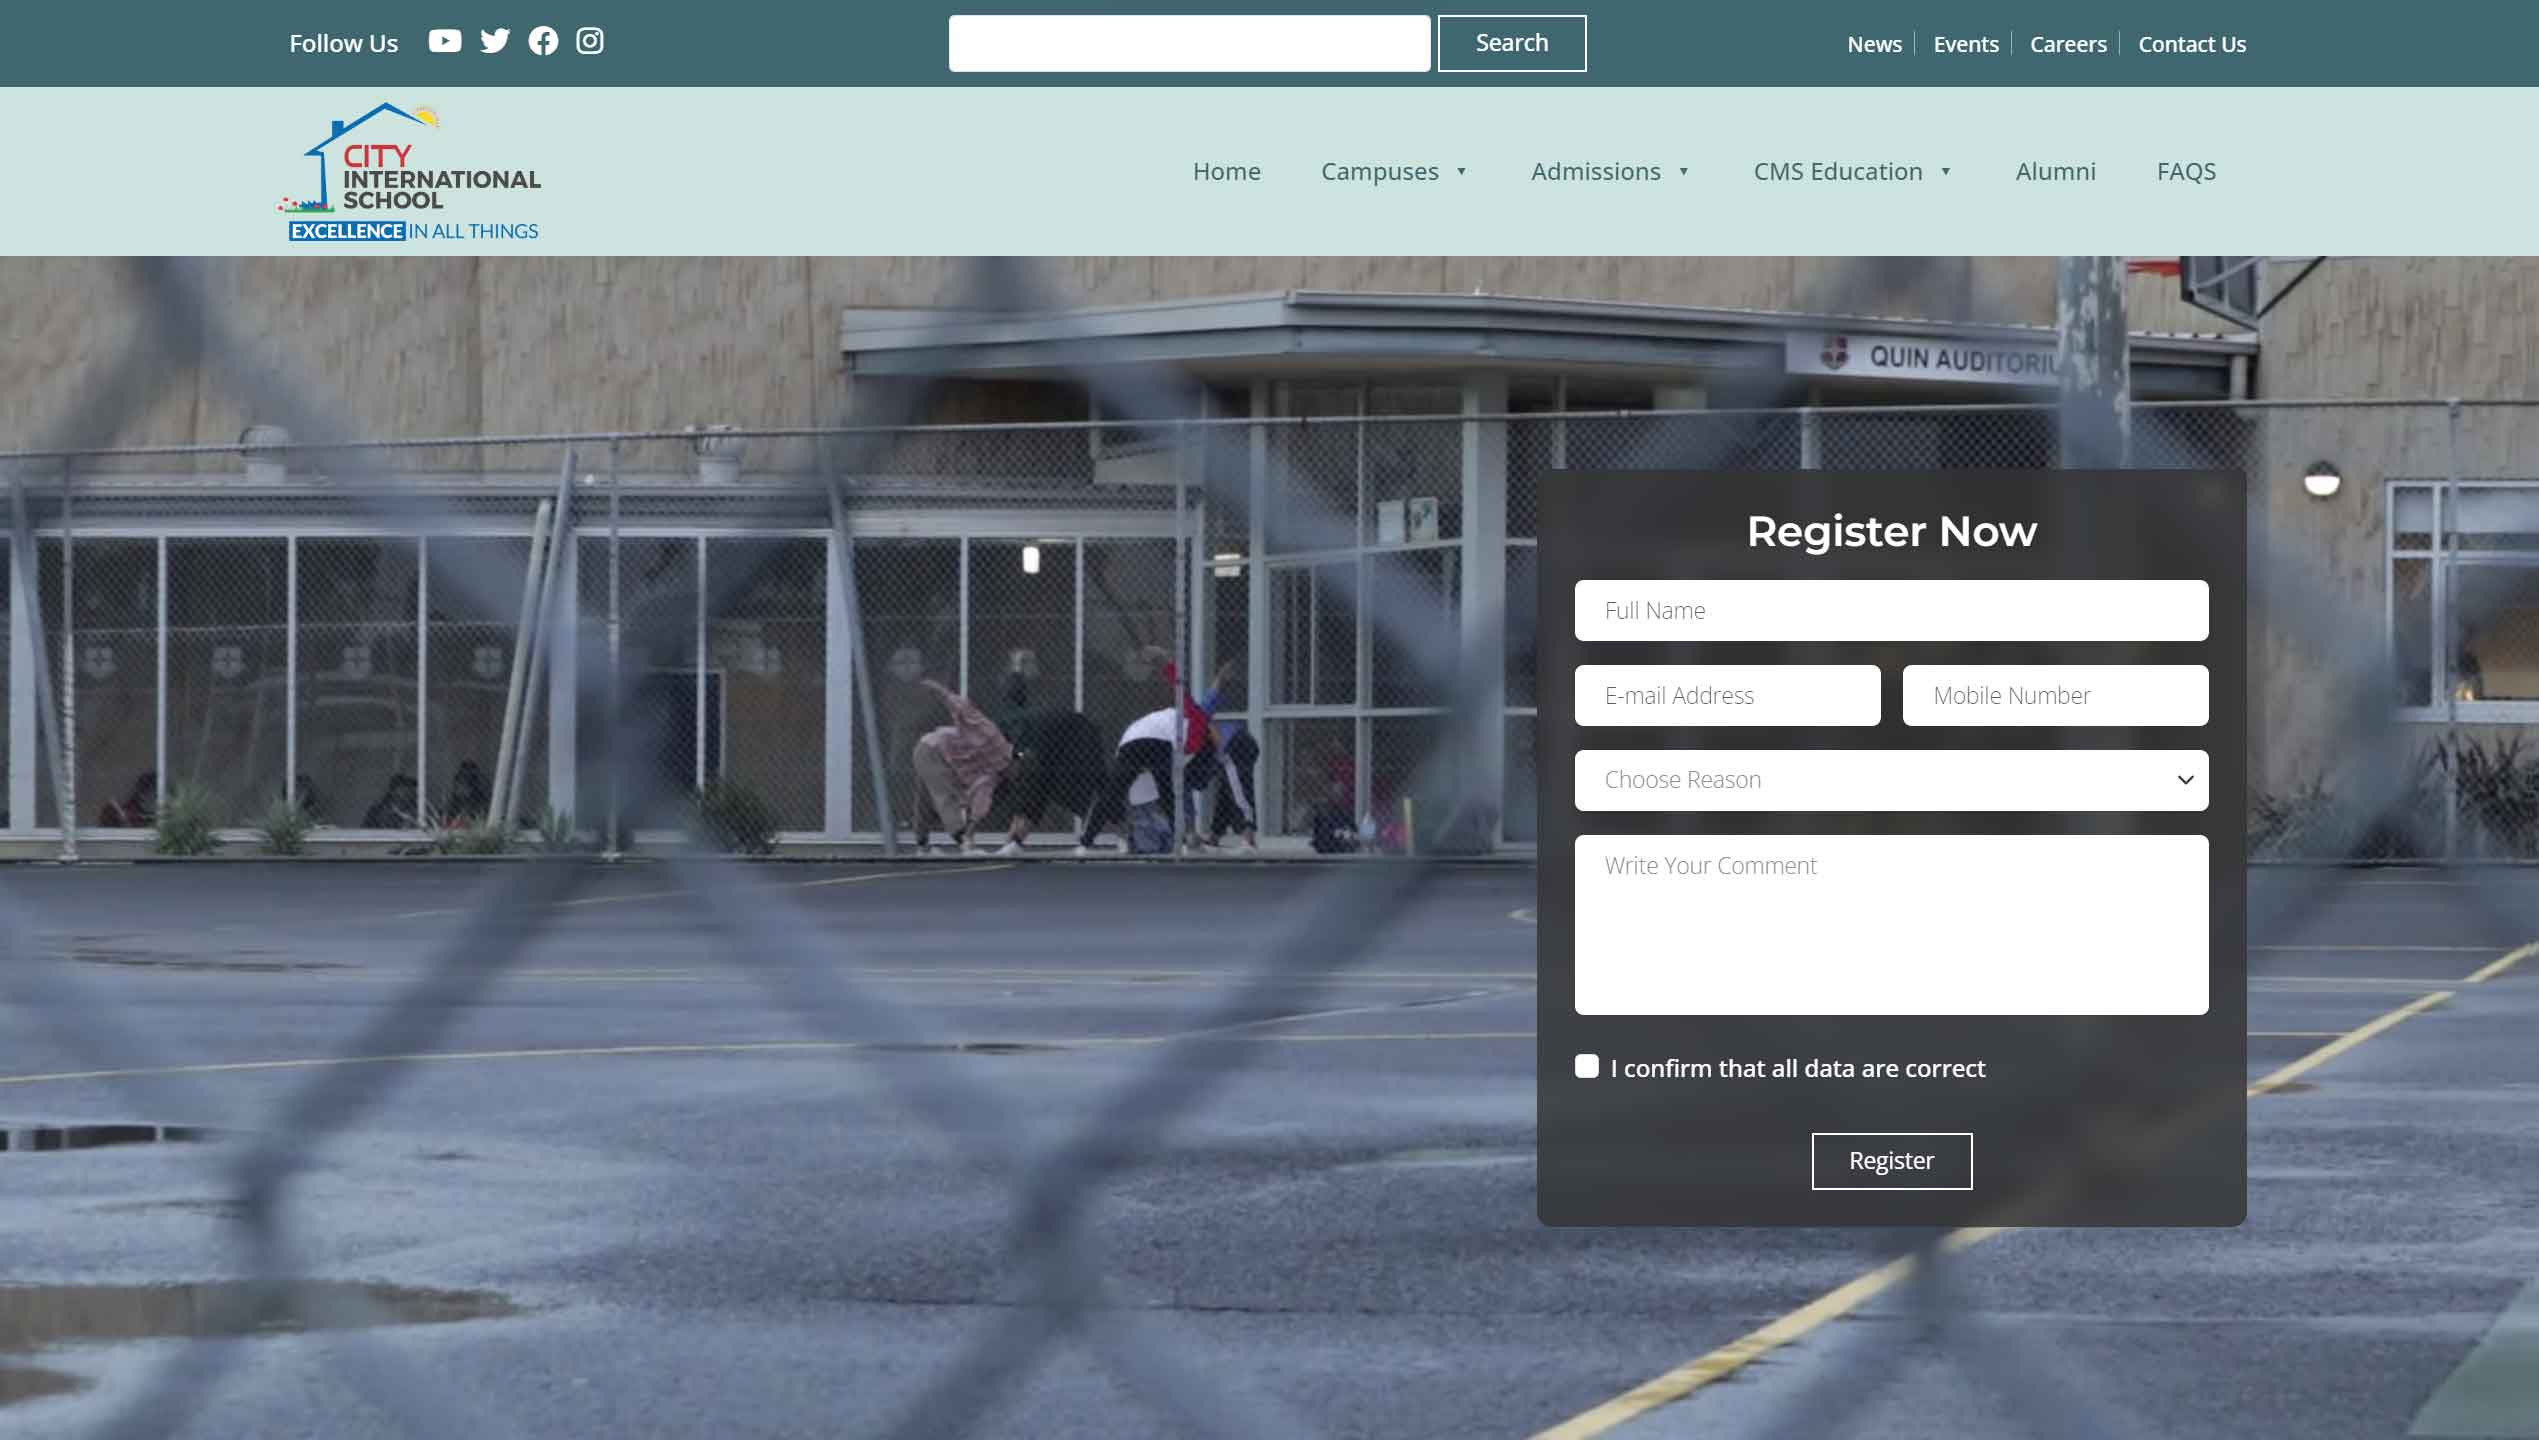 Follow Us
Search
News
Events
Careers
Contact Us
CITY
INTERNATIONAL
SCHOOL
EXCELLENCE IN ALL THINGS
Home
Campuses
Admissions
CMS Education
Alumni
FAQS
QUIN AUDITORIU
Register Now
Full Name
E-mail Address
Mobile Number
Choose Reason
Write Your Comment
I confirm that all data are correct
Register